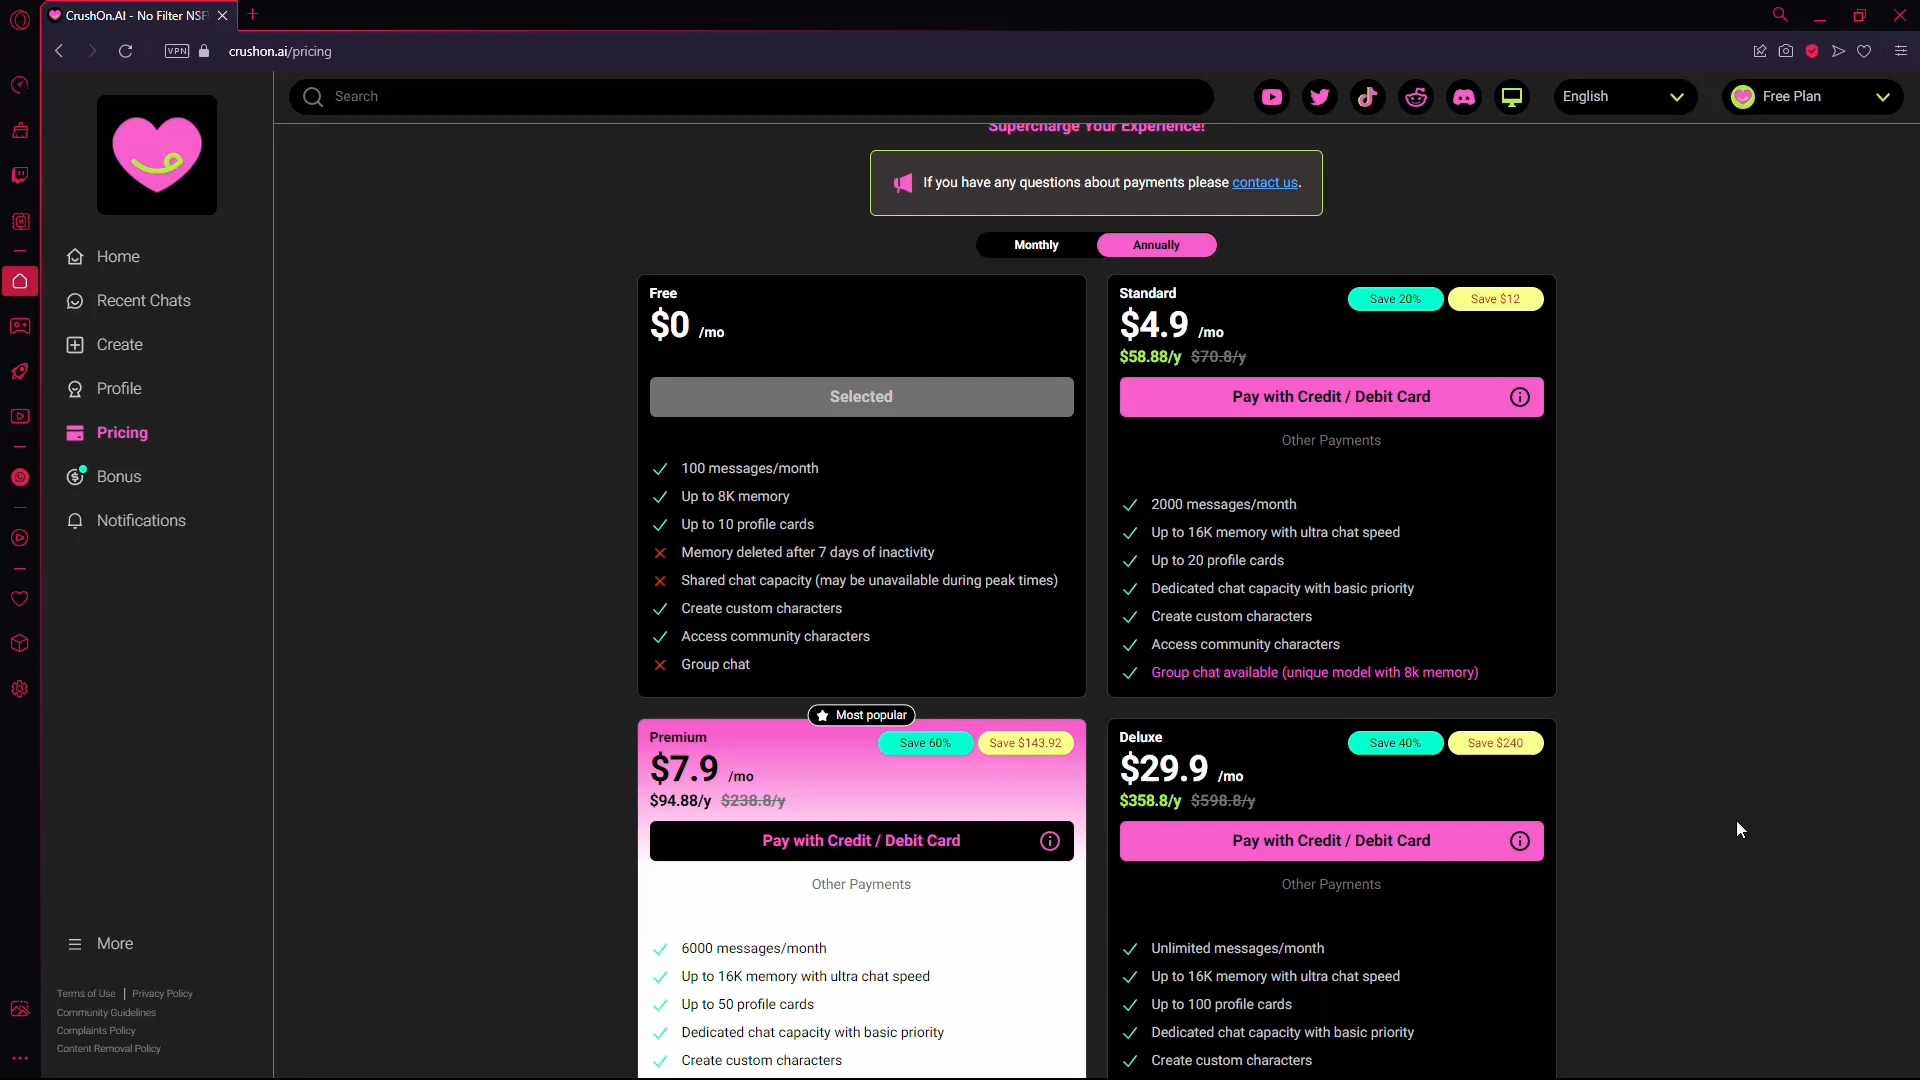 CrushOn.AI - No Filter NSF
VPN
crushon.ai/pricing
Search
English
Free Plan
Supercharge Your Experience!
If you have any questions about payments please contact us.
Monthly
Annually
Home
Recent Chats
Create
Profile
Pricing
Bonus
Notifications
More
Terms of Use | Privacy Policy
Community Guidelines
Complaints Policy
Content Removal Policy
Free
$0 /mo
Selected
100 messages/month
Up to 8K memory
Up to 10 profile cards
Memory deleted after 7 days of inactivity
Shared chat capacity (may be unavailable during peak times)
Create custom characters
Access community characters
Group chat
Standard
Save 20%
Save $12
$4.9 /mo
$58.88/y $70.8/y
Pay with Credit / Debit Card
Other Payments
2000 messages/month
Up to 16K memory with ultra chat speed
Up to 20 profile cards
Dedicated chat capacity with basic priority
Create custom characters
Access community characters
Group chat available (unique model with 8k memory)
Most popular
Premium
Save 60%
Save $143.92
$7.9 /mo
$94.88/y $238.8/y
Pay with Credit / Debit Card
Other Payments
6000 messages/month
Up to 16K memory with ultra chat speed
Up to 50 profile cards
Dedicated chat capacity with basic priority
Create custom characters
Deluxe
Save 40%
Save $240
$29.9 /mo
$358.8/y $598.8/y
Pay with Credit / Debit Card
Other Payments
Unlimited messages/month
Up to 16K memory with ultra chat speed
Up to 100 profile cards
Dedicated chat capacity with basic priority
Create custom characters